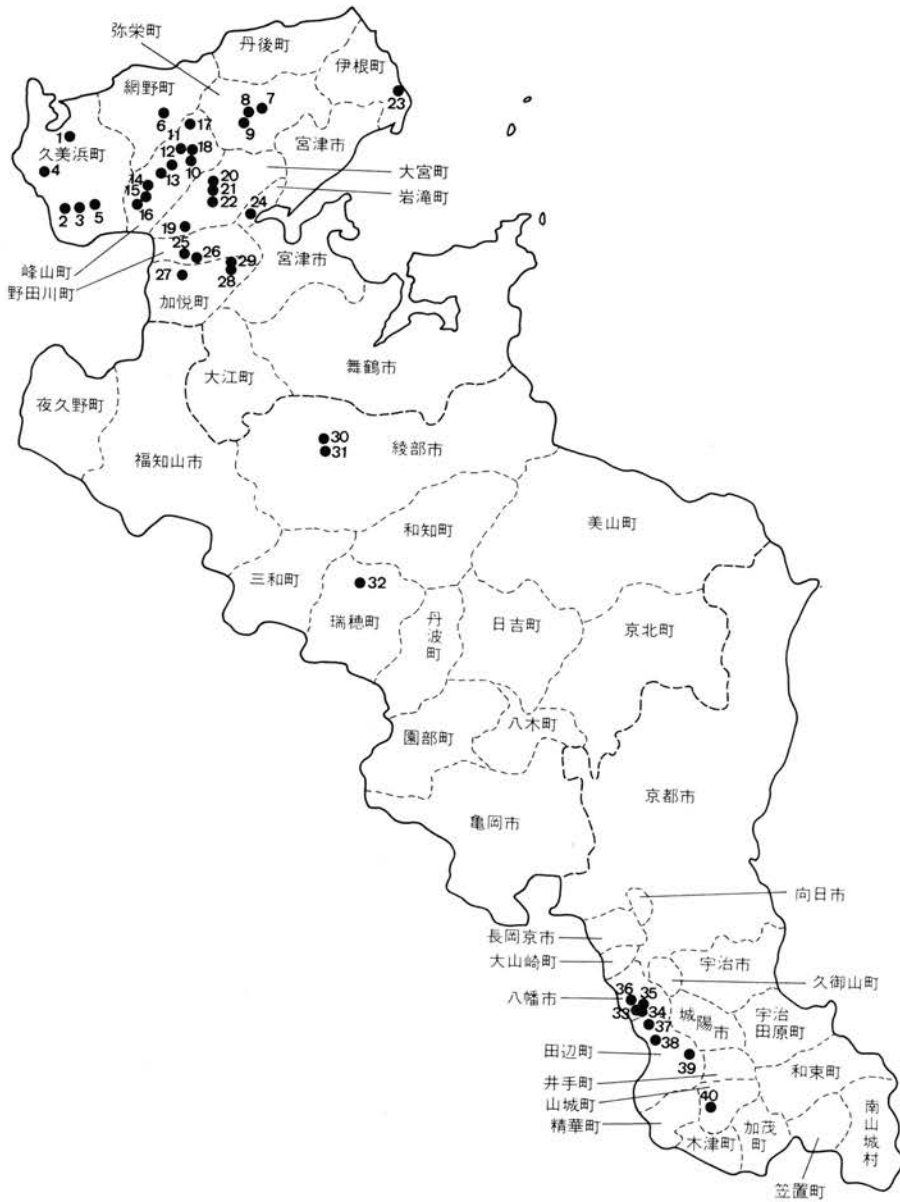 弥栄町
丹後町
伊根町
網野町
8
7
23
6
17
9
1
11
宮津市
久美浜町
12
18
大宮町
4
13
10
20
岩滝町
14
21
15
22
24
2
3
5
16
19
25
26
29
宮津市
峰山町
27
28
野田川町
加悦町
舞鶴市
大江町
夜久野町
30
綾部市
31
福知山市
美山町
和知町
三和町
32
瑞穂町
丹波町
日吉町
京北町
八木町
園部町
京都市
亀岡市
向日市
長岡京市
大山崎町
宇治市
久御山町
36
35
八幡市
33
34
城陽市
宇治田原町
37
38
田辺町
39
和束町
井手町
山城町
40
精華町
南山城村
加茂町
木津町
笠置町